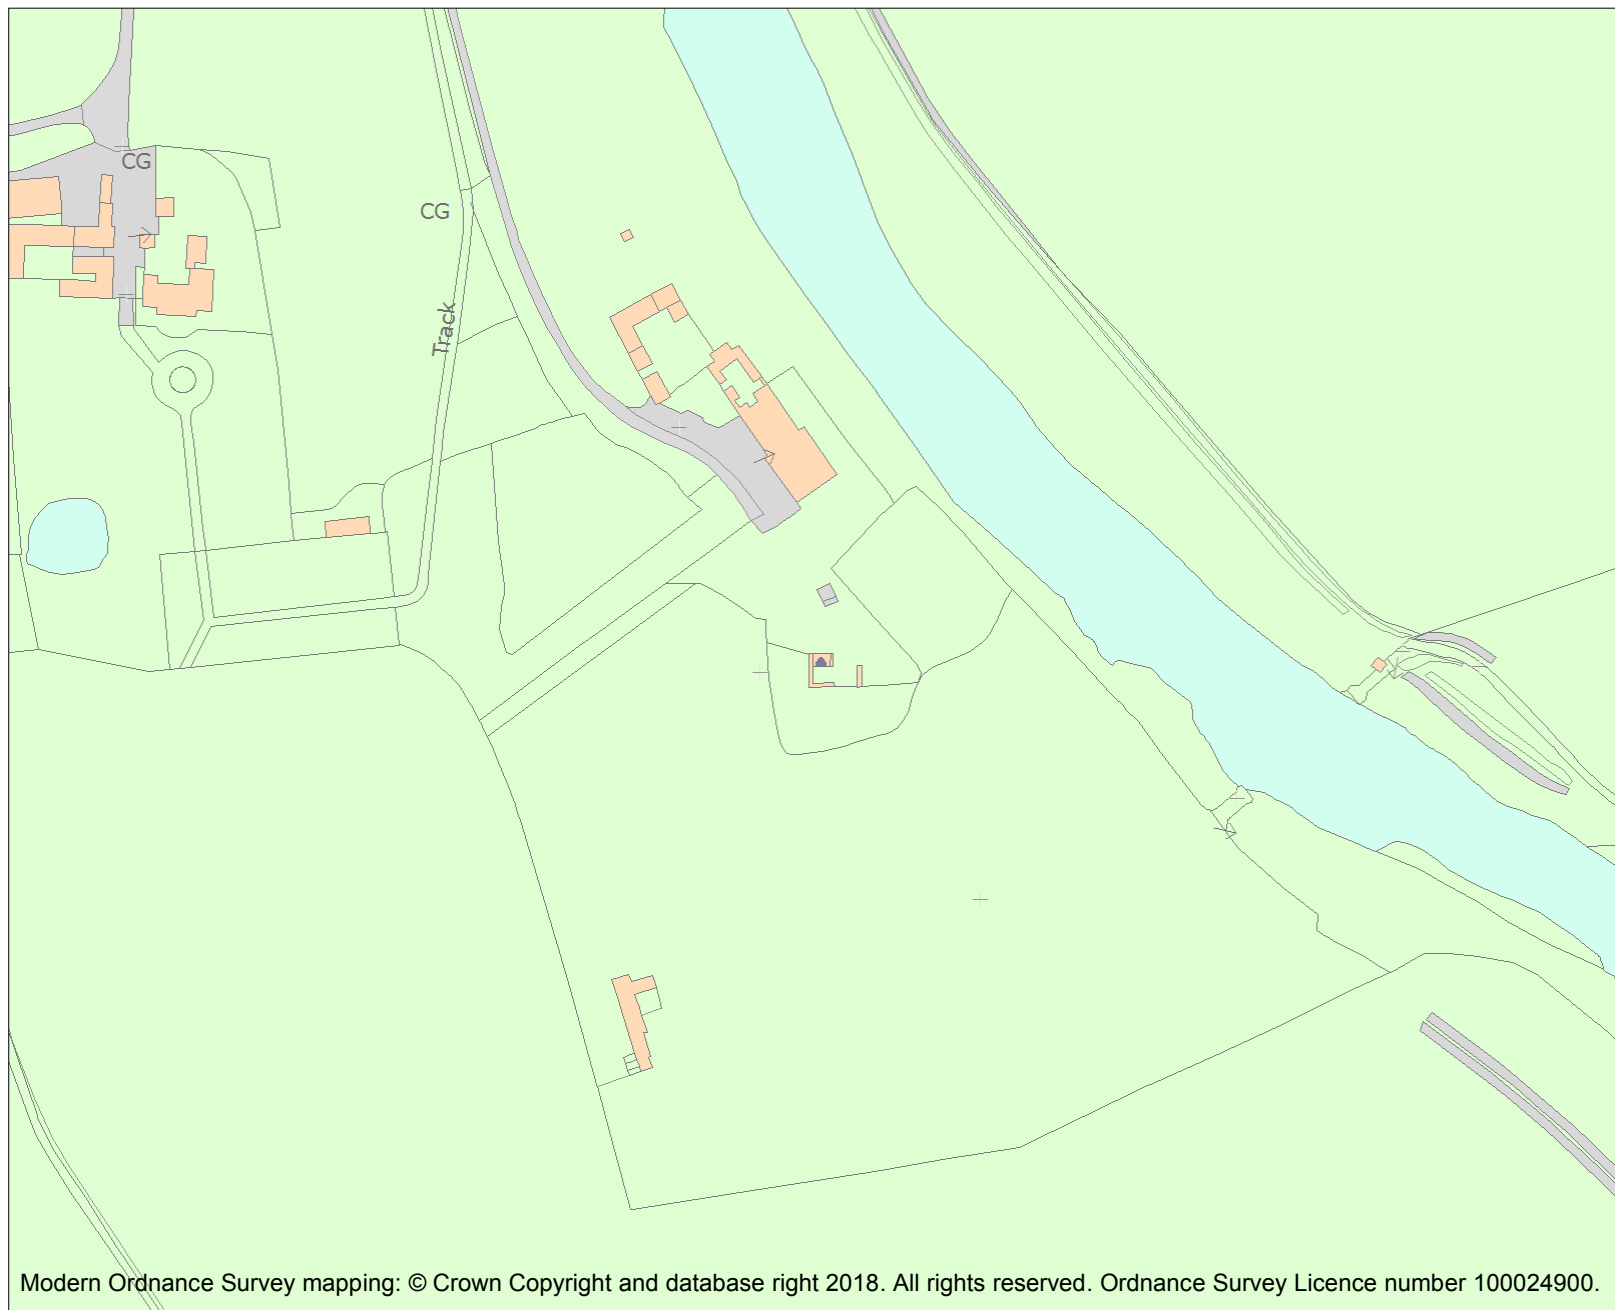 CG
CG
Track
Modern Ordnance Survey mapping: © Crown Copyright and database right 2018. All rights reserved. Ordnance Survey Licence number 100024900.